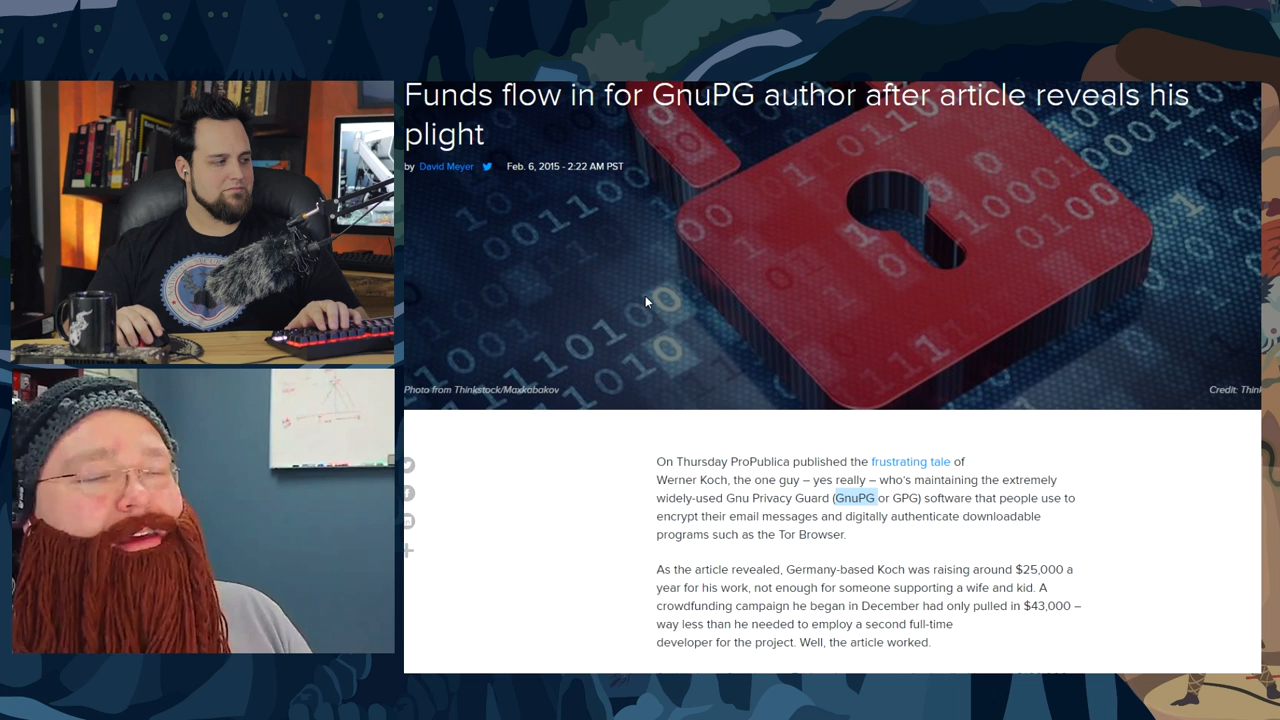 Funds flow in for GnuPG author after article reveals his
plight
by David Meyer Feb. 6, 2015 - 2:22 AM PST
Photo from Thinkstock/Maxkabakov
Credit: Think
On Thursday ProPublica published the frustrating tale of
Werner Koch, the one guy – yes really – who's maintaining the extremely
widely-used Gnu Privacy Guard (GnuPG or GPG) software that people use to
encrypt their email messages and digitally authenticate downloadable
programs such as the Tor Browser.
As the article revealed, Germany-based Koch was raising around $25,000 a
year for his work, not enough for someone supporting a wife and kid. A
crowdfunding campaign he began in December had only pulled in $43,000 –
way less than he needed to employ a second full-time
developer for the project. Well, the article worked.